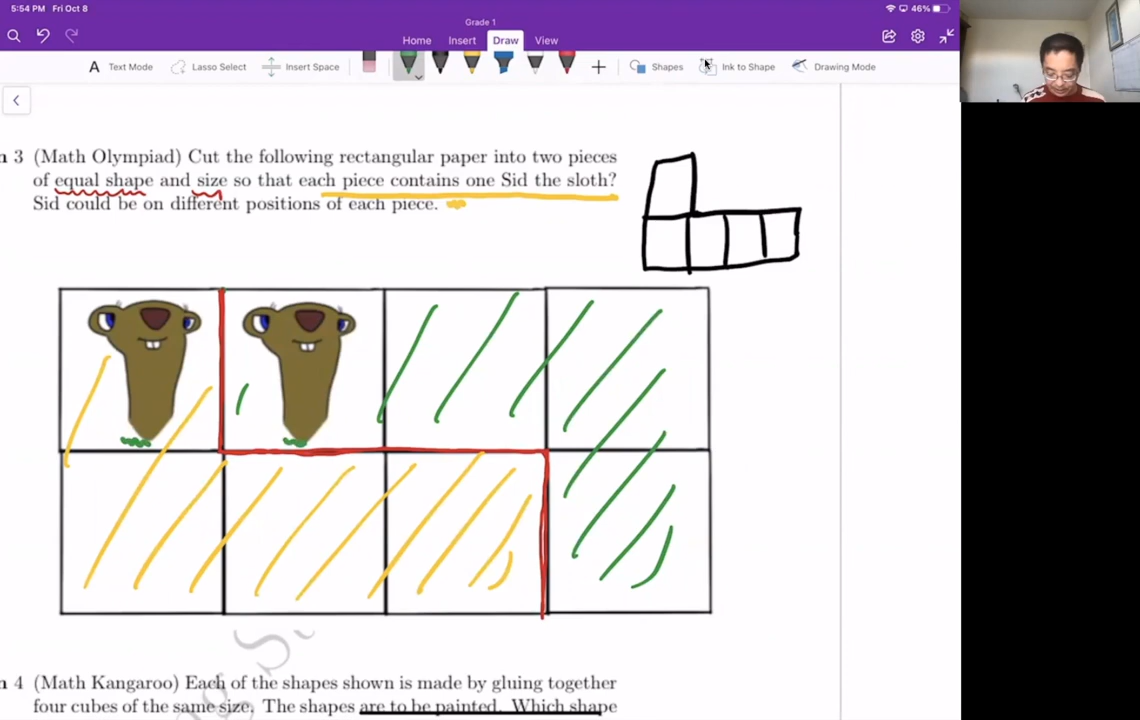 5:54 PM Fri Oct 8
46%
Grade 1
Home Insert Draw View
A Text Mode Lasso Select Insert Space Shapes Ink to Shape Drawing Mode
3 (Math Olympiad) Cut the following rectangular paper into two pieces
of equal shape and size so that each piece contains one Sid the sloth?
Sid could be on different positions of each piece.
4 (Math Kangaroo) Each of the shapes shown is made by gluing together
four cubes of the same size. The shapes are to be painted. Which shape